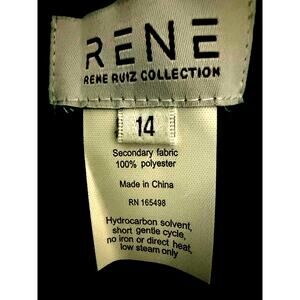 RENE
RENE RUIZ COLLECTION
14
Secondary fabric
100% polyester
Made in China
RN 165498
Hydrocarbon solvent,
short gentle cycle,
no iron or direct heat,
low steam only